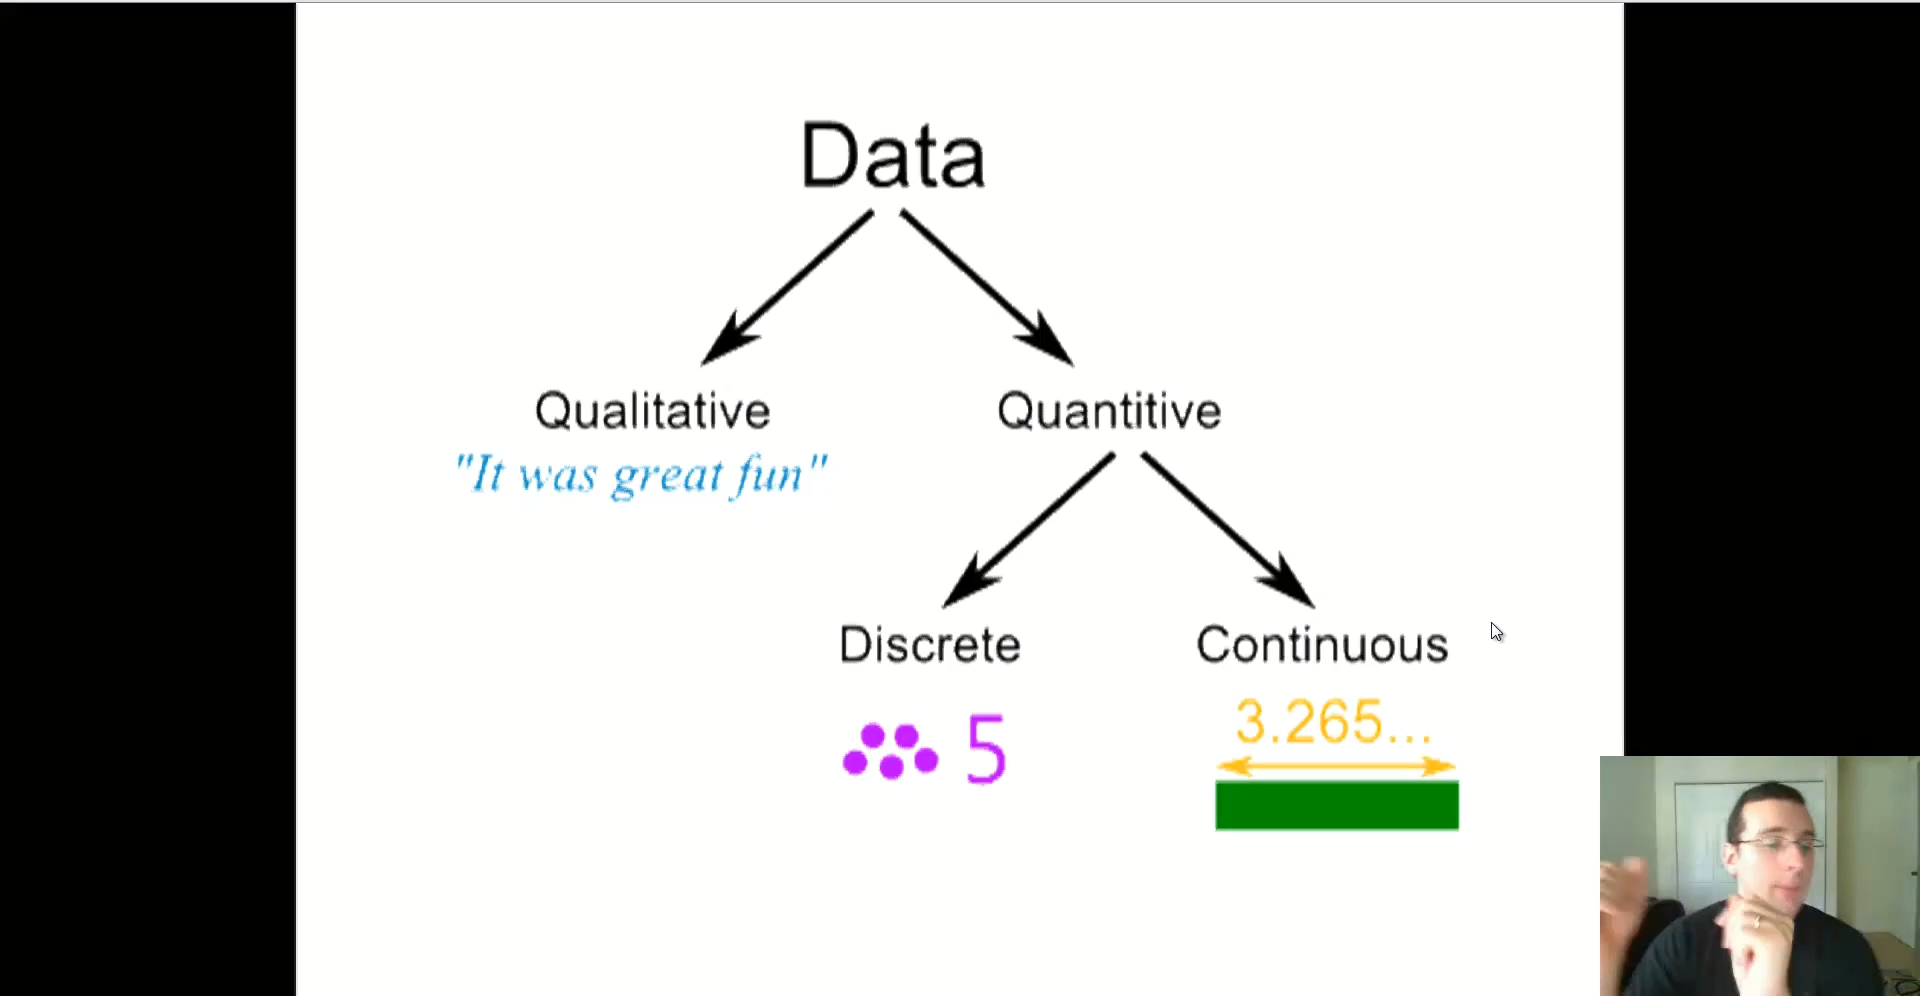 Data
Qualitative
Quantitive
"It was great fun"
Discrete
Continuous
5
3.265...